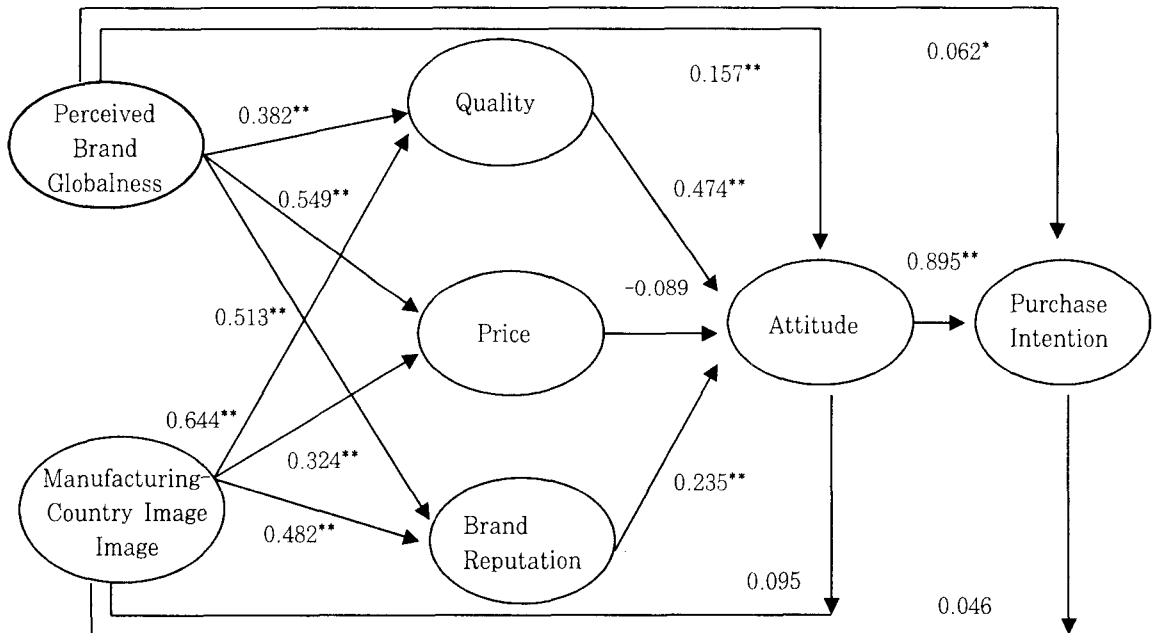 0.062*
0.157**
Perceived
Brand
Globalness
0.382**
Quality
0.549**
0.474**
0.513**
Price
-0.089
Attitude
0.895**
Purchase
Intention
0.644**
0.324**
Manufacturing-
Country Image
Image
0.482**
Brand
Reputation
0.235**
0.095
0.046